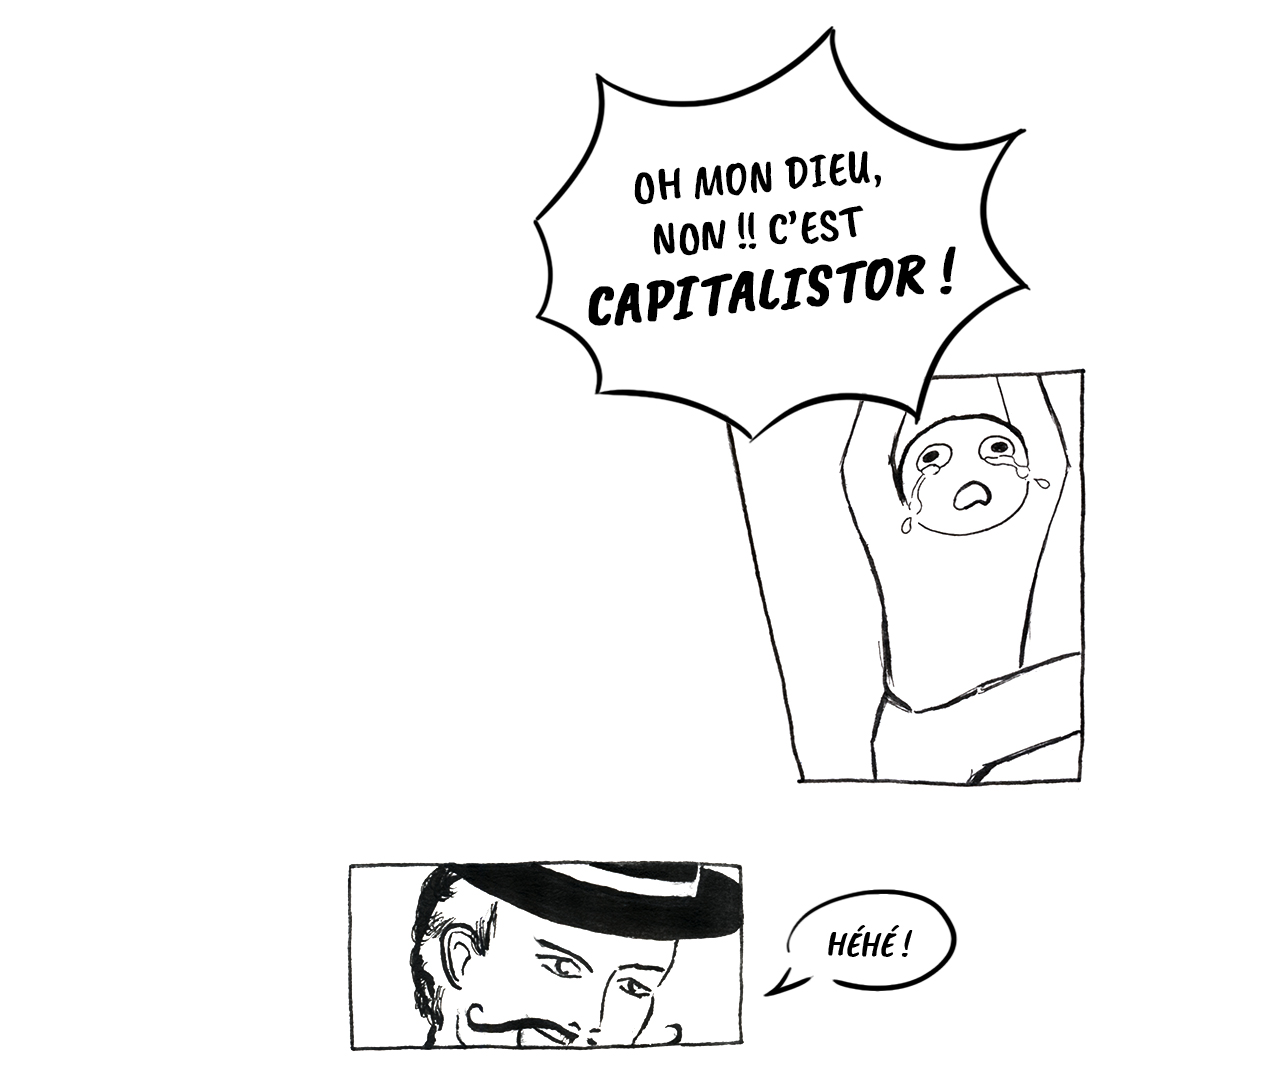 OH MON DIEU,
NON !! C'EST
CAPITALISTOR !
HÉHÉ !